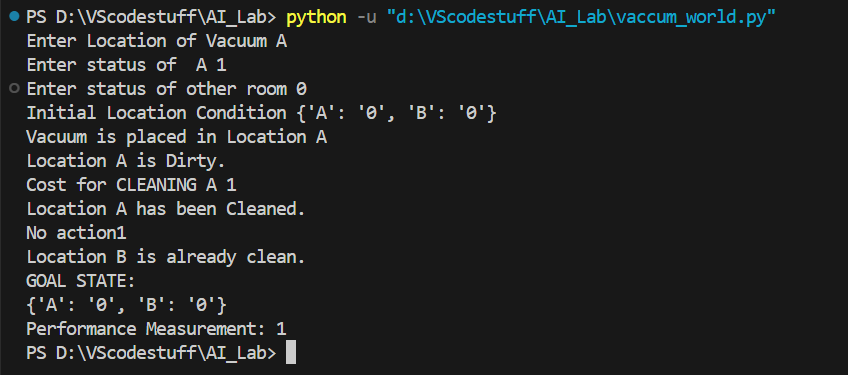 PS D:\VScodestuff\AI_Lab> python -u "d:\VScodestuff\AI_Lab\vaccum_world.py"
Enter Location of Vacuum A
Enter status of  A 1
Enter status of other room 0
Initial Location Condition {'A': '0', 'B': '0'}
Vacuum is placed in Location A
Location A is Dirty.
Cost for CLEANING A 1
Location A has been Cleaned.
No action1
Location B is already clean.
GOAL STATE:
{'A': '0', 'B': '0'}
Performance Measurement: 1
PS D:\VScodestuff\AI_Lab>